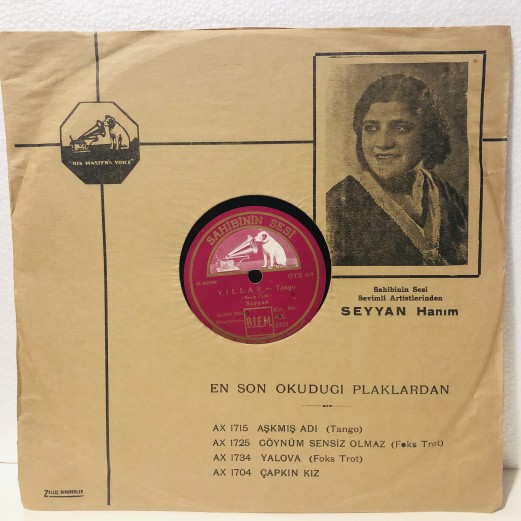 "HIS MASTER'S VOICE"
SAHIBININ SESI
YILLAR — Tango
Seyyan
BIEM
Sahibinin Sesi
Sevimli Artistlerinden
SEYYAN Hanım
EN SON OKUDUGI PLAKLARDAN
AX 1715 AŞKMIŞ ADI (Tango)
AX 1725 GÖYNÜM SENSİZ OLMAZ (Foks Trot)
AX 1734 YALOVA (Foks Trot)
AX 1704 ÇAPKIN KIZ
ZELLIÇ BIRADERLER